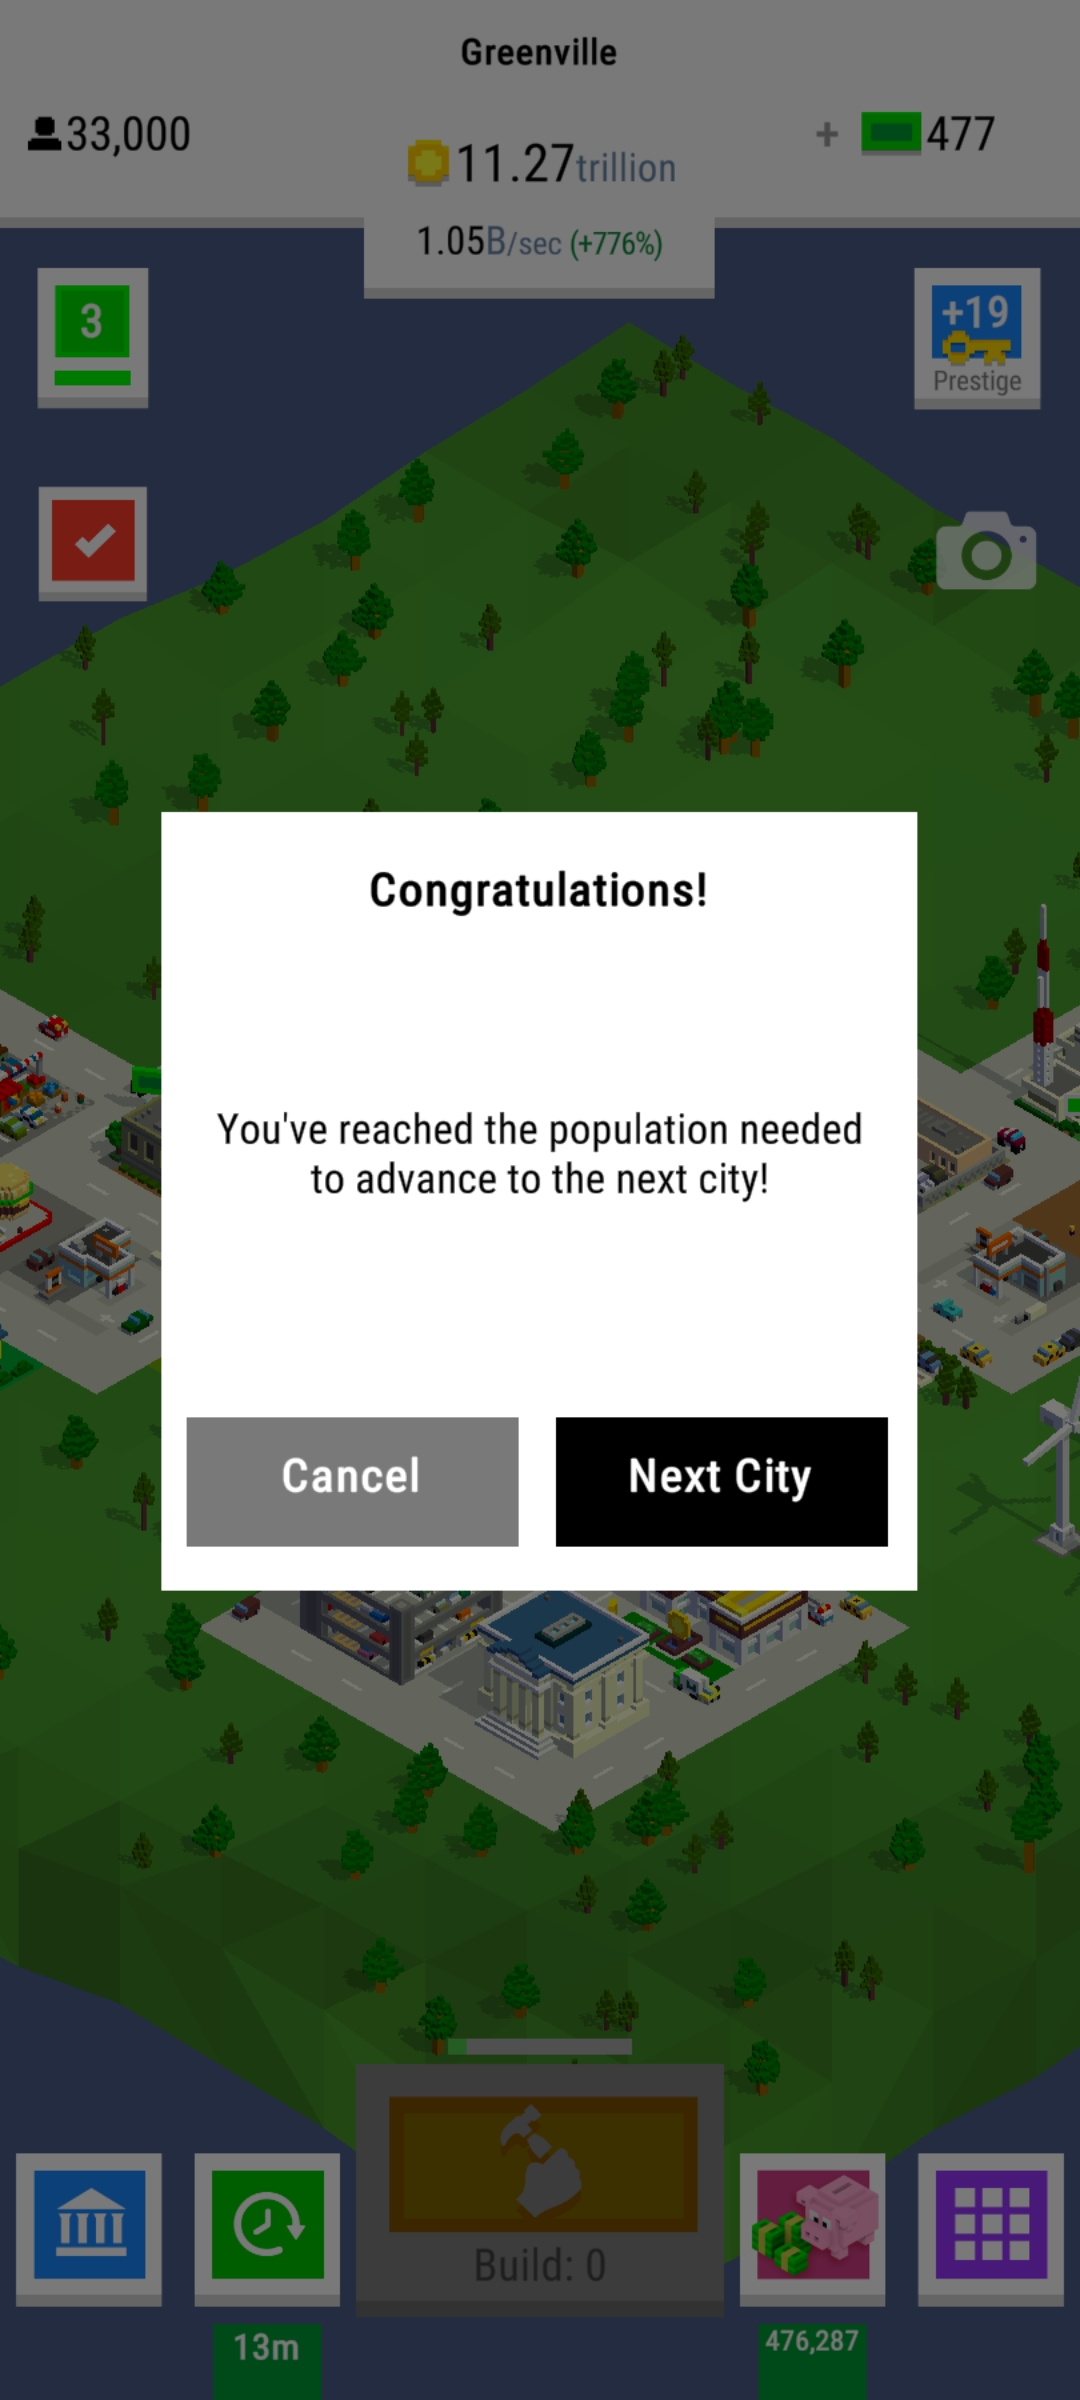 Greenville
33,000
11.27trillion
+ 477
1.05B/sec (+776%)
3
+19
Prestige
Congratulations!
You've reached the population needed
to advance to the next city!
Cancel
Next City
Build: 0
13m
476,287